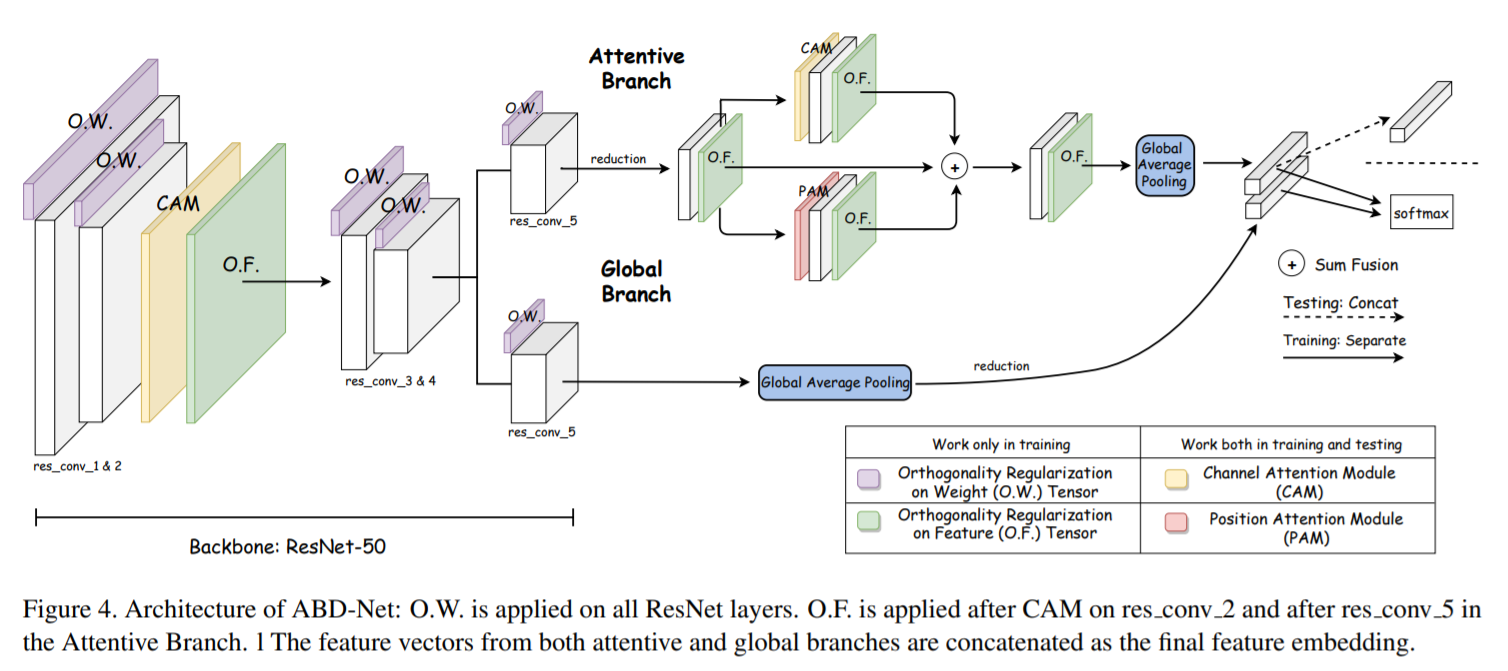 Attentive
Branch
O.W.
O.W.
CAM
O.F.
res_conv_1 & 2
O.W.
O.W.
res_conv_3 & 4
O.W.
res_conv_5
reduction
O.F.
CAM
O.F.
PAM
O.F.
+
O.F.
Global
Average
Pooling
softmax
Global
Branch
O.W.
res_conv_5
Global Average Pooling
reduction
+ Sum Fusion
Testing: Concat
Training: Separate
Backbone: ResNet-50
Work only in training
Work both in training and testing
Orthogonality Regularization
on Weight (O.W.) Tensor
Channel Attention Module
(CAM)
Orthogonality Regularization
on Feature (O.F.) Tensor
Position Attention Module
(PAM)
Figure 4. Architecture of ABD-Net: O.W. is applied on all ResNet layers. O.F. is applied after CAM on res_conv_2 and after res_conv_5 in
the Attentive Branch. l The feature vectors from both attentive and global branches are concatenated as the final feature embedding.